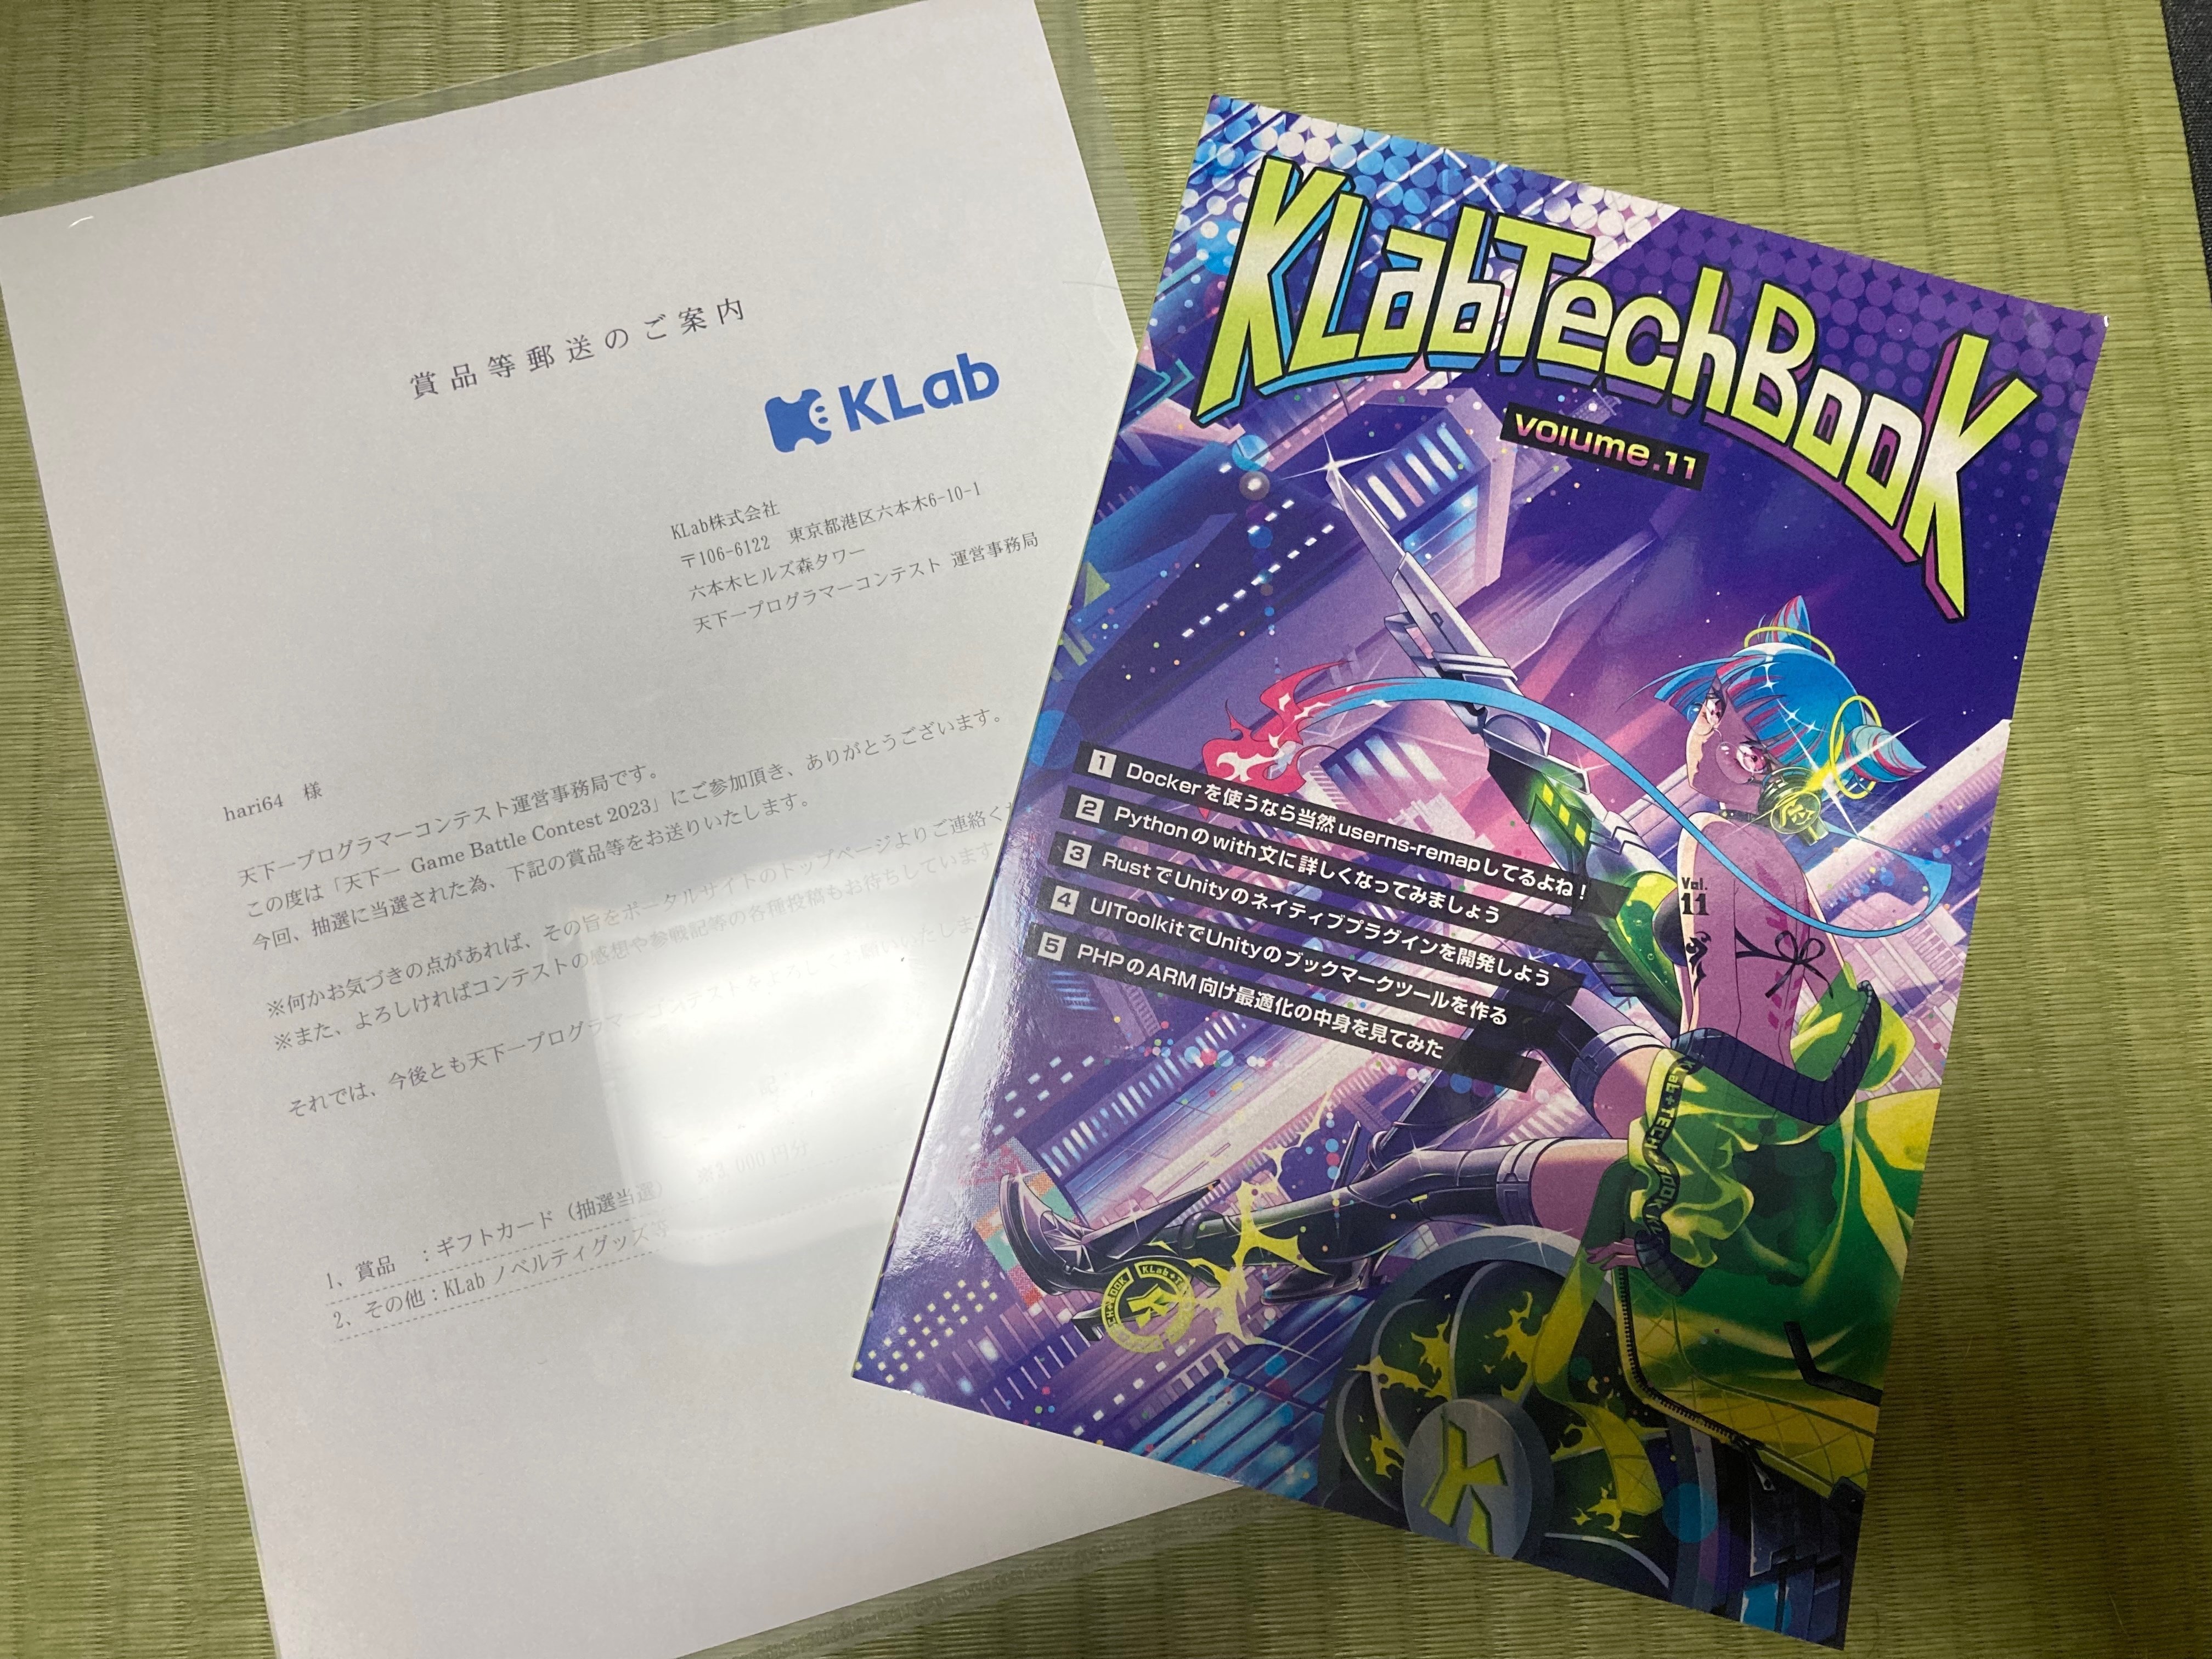 賞品等郵送のご案内
KLab
KLab株式会社
〒106-6122 東京都港区六本木6-10-1
六本木ヒルズ森タワー
天下一プログラマーコンテスト 運営事務局
hari64 様
天下一プログラマーコンテスト運営事務局です。
この度は「天下一 Game Battle Contest 2023」にご参加頂き、ありがとうございます。
今回、抽選に当選された為、下記の賞品等をお送りいたします。
※何かお気づきの点があれば、その旨をポータルサイトのトップページよりご連絡く
※また、よろしければコンテストの感想や参戦記等の各種投稿もお待ちしています
それでは、今後とも天下一プログラマーコンテストをよろしくお願いいたしま
記
1、賞品 :ギフトカード(抽選当選) ¥3,000円分
2、その他:KLabノベルティグッズ等
KLabTechBook
volume.11
1 Dockerを使うなら当然userns-remapしてるよね!
2 Pythonのwith文に詳しくなってみましょう
3 RustでUnityのネイティブプラグインを開発しよう
4 UIToolkitでUnityのブックマークツールを作る
5 PHPのARM向け最適化の中身を見てみた
Vol.
11
KLab+TECH BOOK
K
K